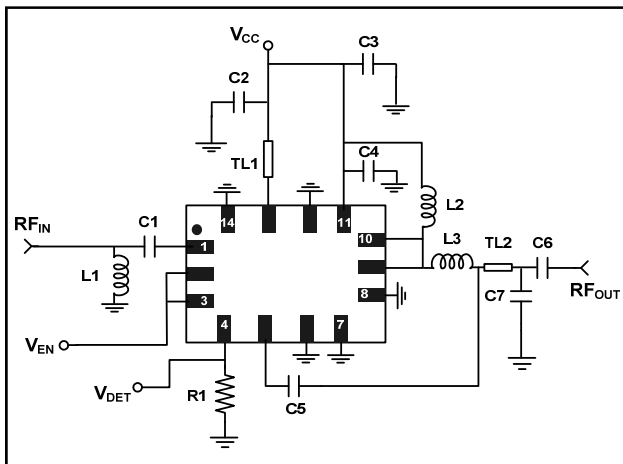 VCC
C3
C2
C4
TL1
L2
14
11
RFIN
C1
1
10
L3
TL2
C6
L1
3
8
C7
RFOUT
4
7
VEN
VDET
R1
C5